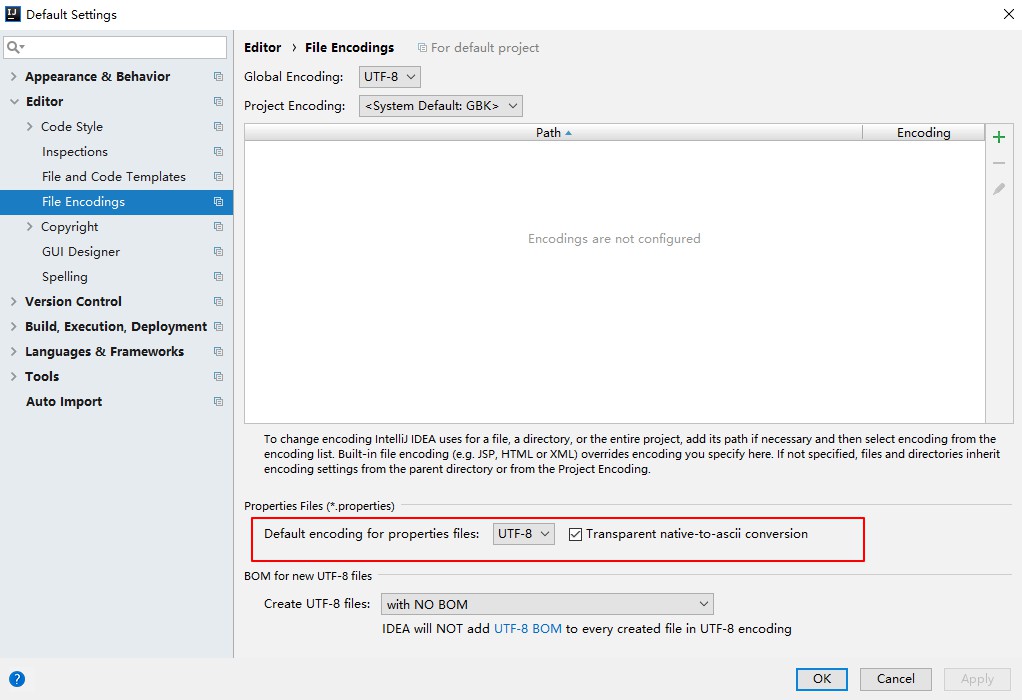 Default Settings
Editor › File Encodings For default project
Appearance & Behavior
Editor
Code Style
Inspections
File and Code Templates
File Encodings
Copyright
GUI Designer
Spelling
Version Control
Build, Execution, Deployment
Languages & Frameworks
Tools
Auto Import
Global Encoding: UTF-8
Project Encoding: <System Default: GBK>
Path Encoding
Encodings are not configured
To change encoding IntelliJ IDEA uses for a file, a directory, or the entire project, add its path if necessary and then select encoding from the
encoding list. Built-in file encoding (e.g. JSP, HTML or XML) overrides encoding you specify here. If not specified, files and directories inherit
encoding settings from the parent directory or from the Project Encoding.
Properties Files (*.properties)
Default encoding for properties files: UTF-8 Transparent native-to-ascii conversion
BOM for new UTF-8 files
Create UTF-8 files: with NO BOM
IDEA will NOT add UTF-8 BOM to every created file in UTF-8 encoding
? OK Cancel Apply